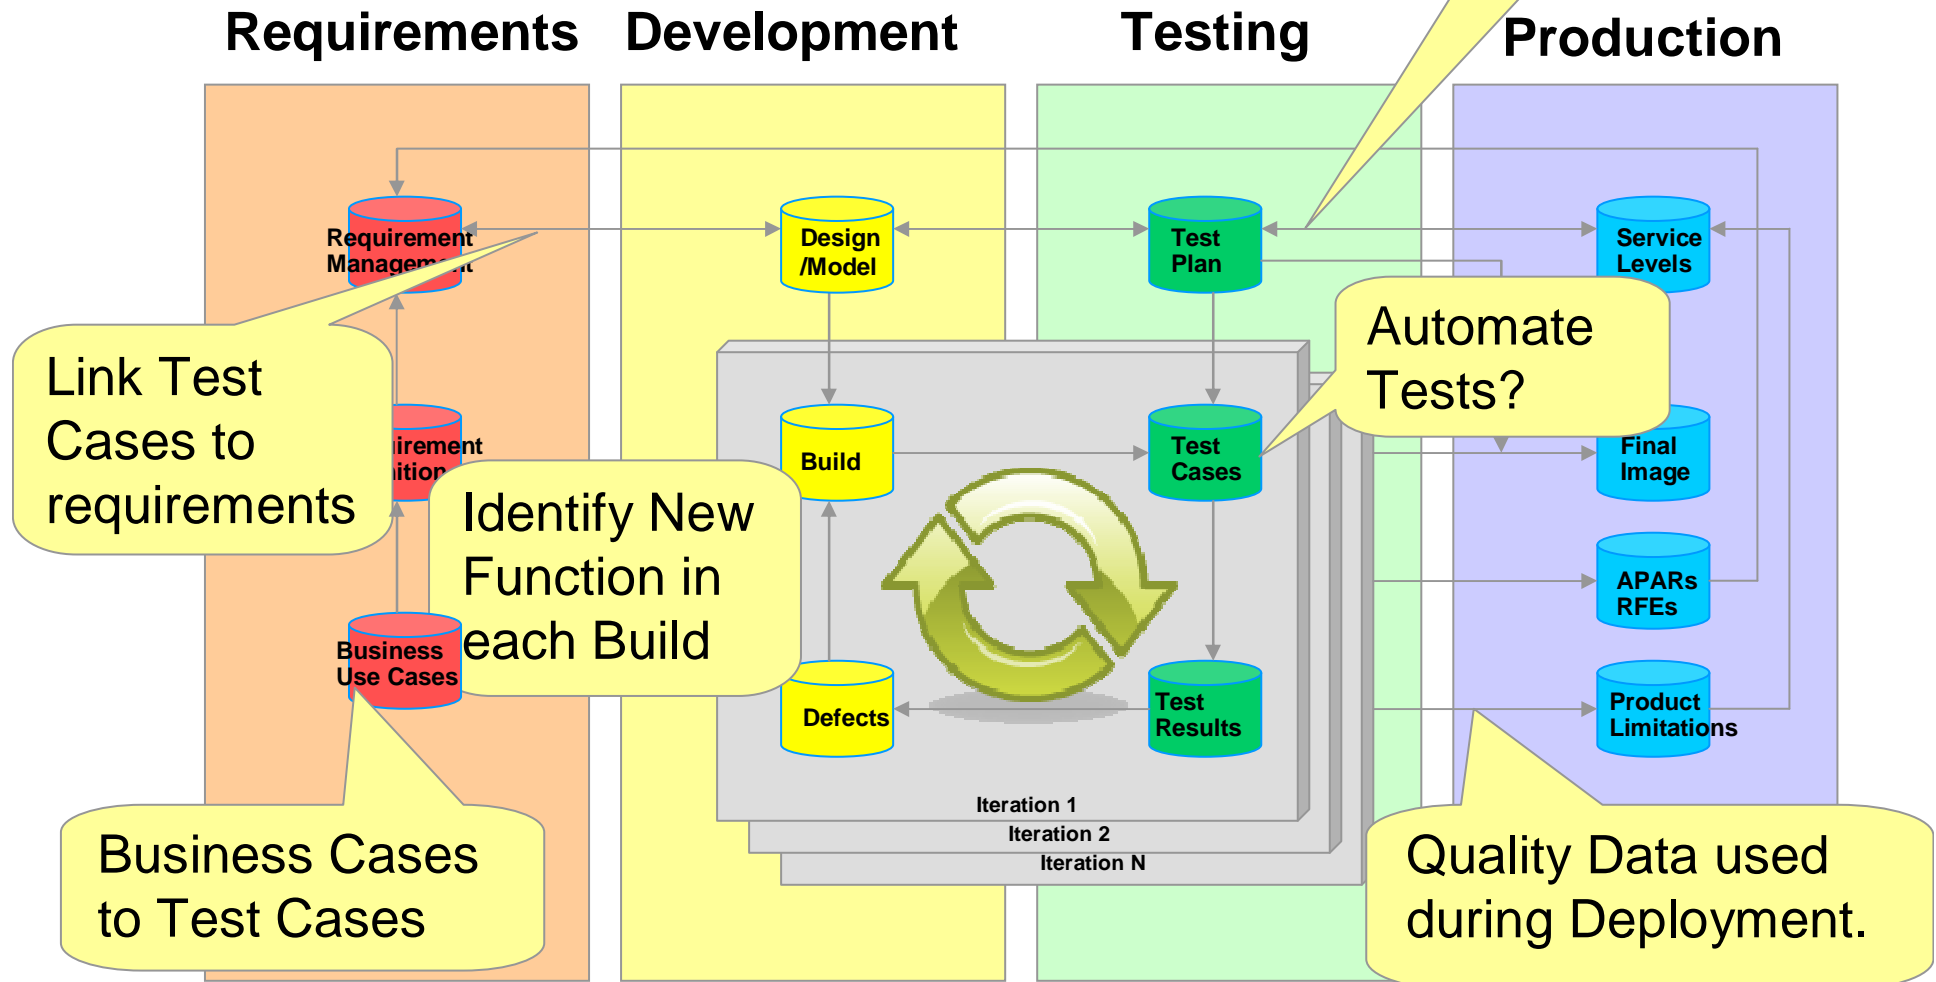 Requirements
Development
Testing
Production
Requirement
Management
Design
/Model
Test
Plan
Service
Levels
Link Test
Cases to
requirements
Automate
Tests?
Build
Test
Cases
Final
Image
Identify New
Function in
each Build
APARs
RFEs
Business
Use Cases
Defects
Test
Results
Product
Limitations
Iteration 1
Iteration 2
Iteration N
Business Cases
to Test Cases
Quality Data used
during Deployment.